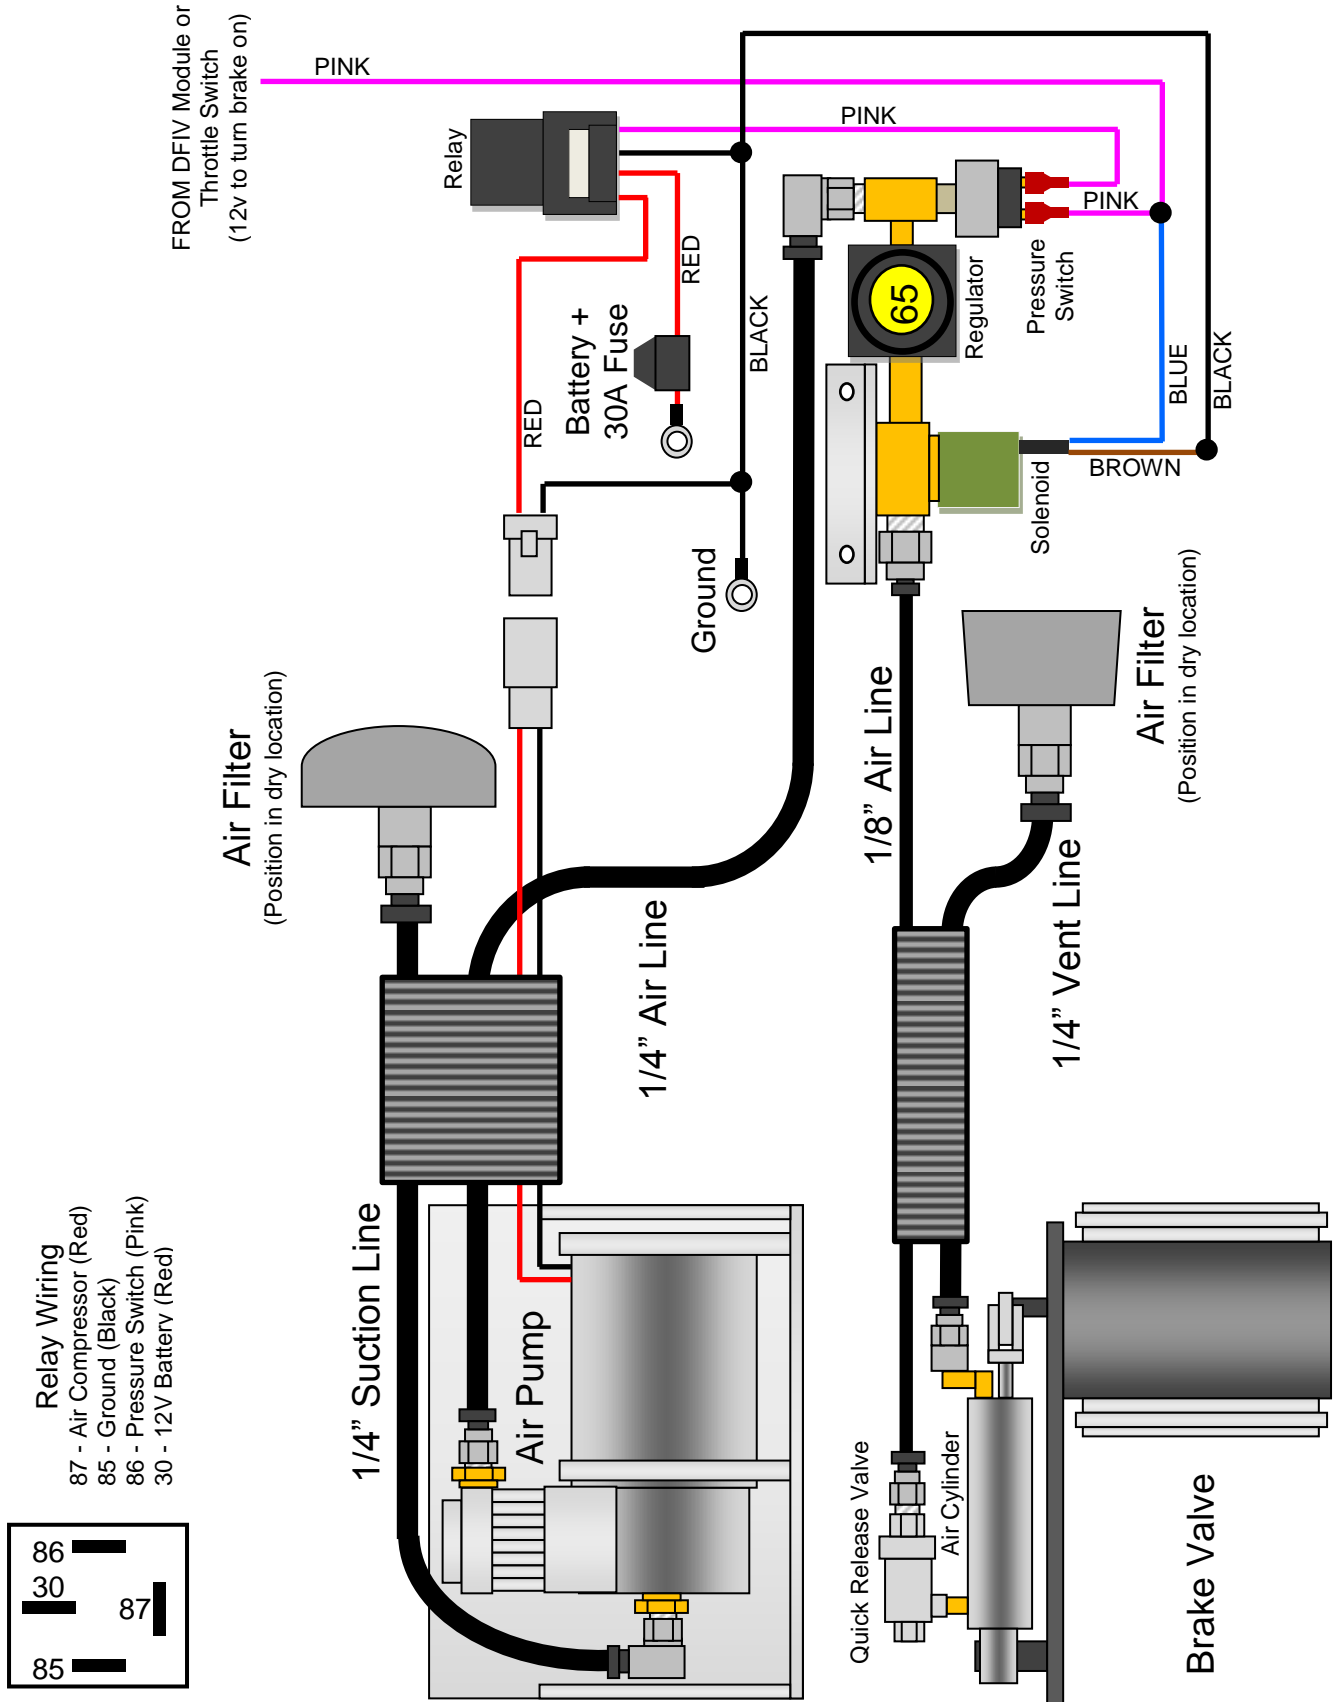 Relay Wiring
87 - Air Compressor (Red)
85 - Ground (Black)
86 - Pressure Switch (Pink)
30 - 12V Battery (Red)
86
30
87
85
FROM DFIV Module or
Throttle Switch
(12v to turn brake on)
PINK
Relay
PINK
PINK
RED
RED
Battery +
30A Fuse
BLACK
Ground
65
Regulator
Pressure
Switch
BLUE
BLACK
BROWN
Solenoid
Air Filter
(Position in dry location)
Air Filter
(Position in dry location)
1/4” Air Line
1/8” Air Line
1/4” Vent Line
1/4” Suction Line
Air Pump
Quick Release Valve
Air Cylinder
Brake Valve